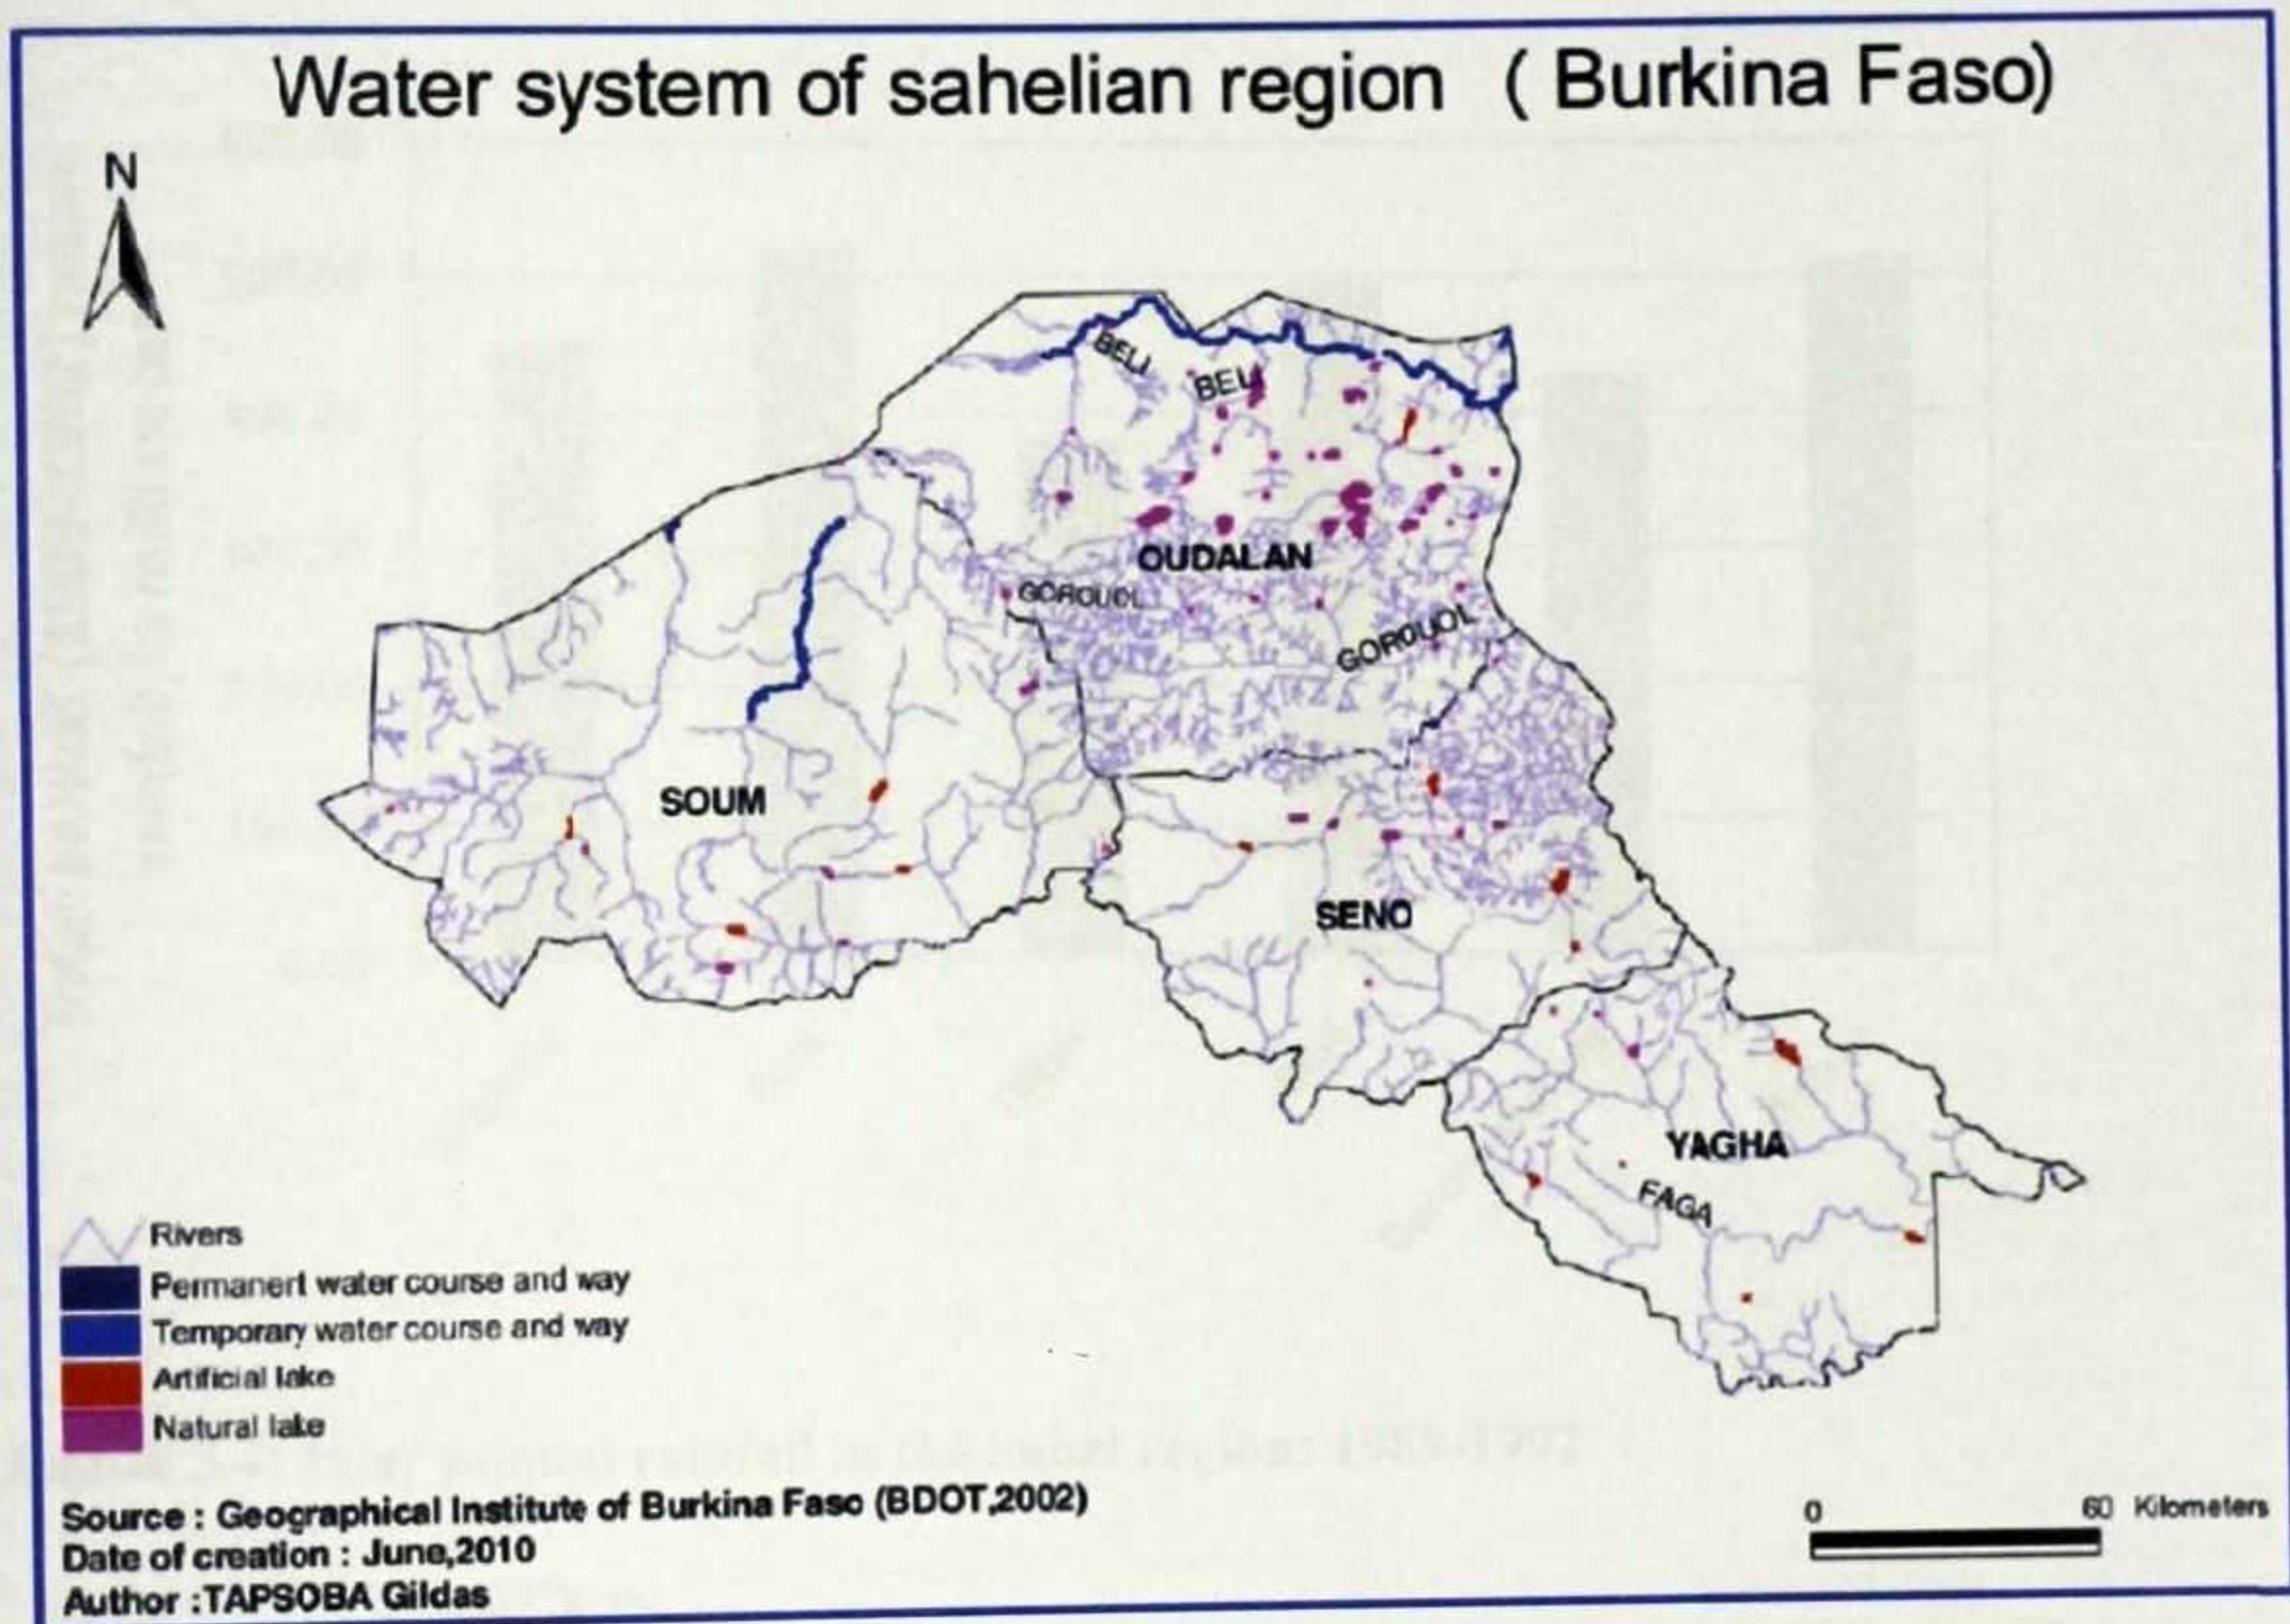 Water system of sahelian region ( Burkina Faso)
N
BELI
BELI
OUDALAN
GOROUOL
GOROUOL
SOUM
SENO
YAGHA
FAGA
Rivers
Permanert water course and way
Temporary water course and way
Artificial lake
Natural lake
Source : Geographical Institute of Burkina Faso (BDOT,2002)
Date of creation : June,2010
Author :TAPSOBA Gildas
0 60 Kilometers